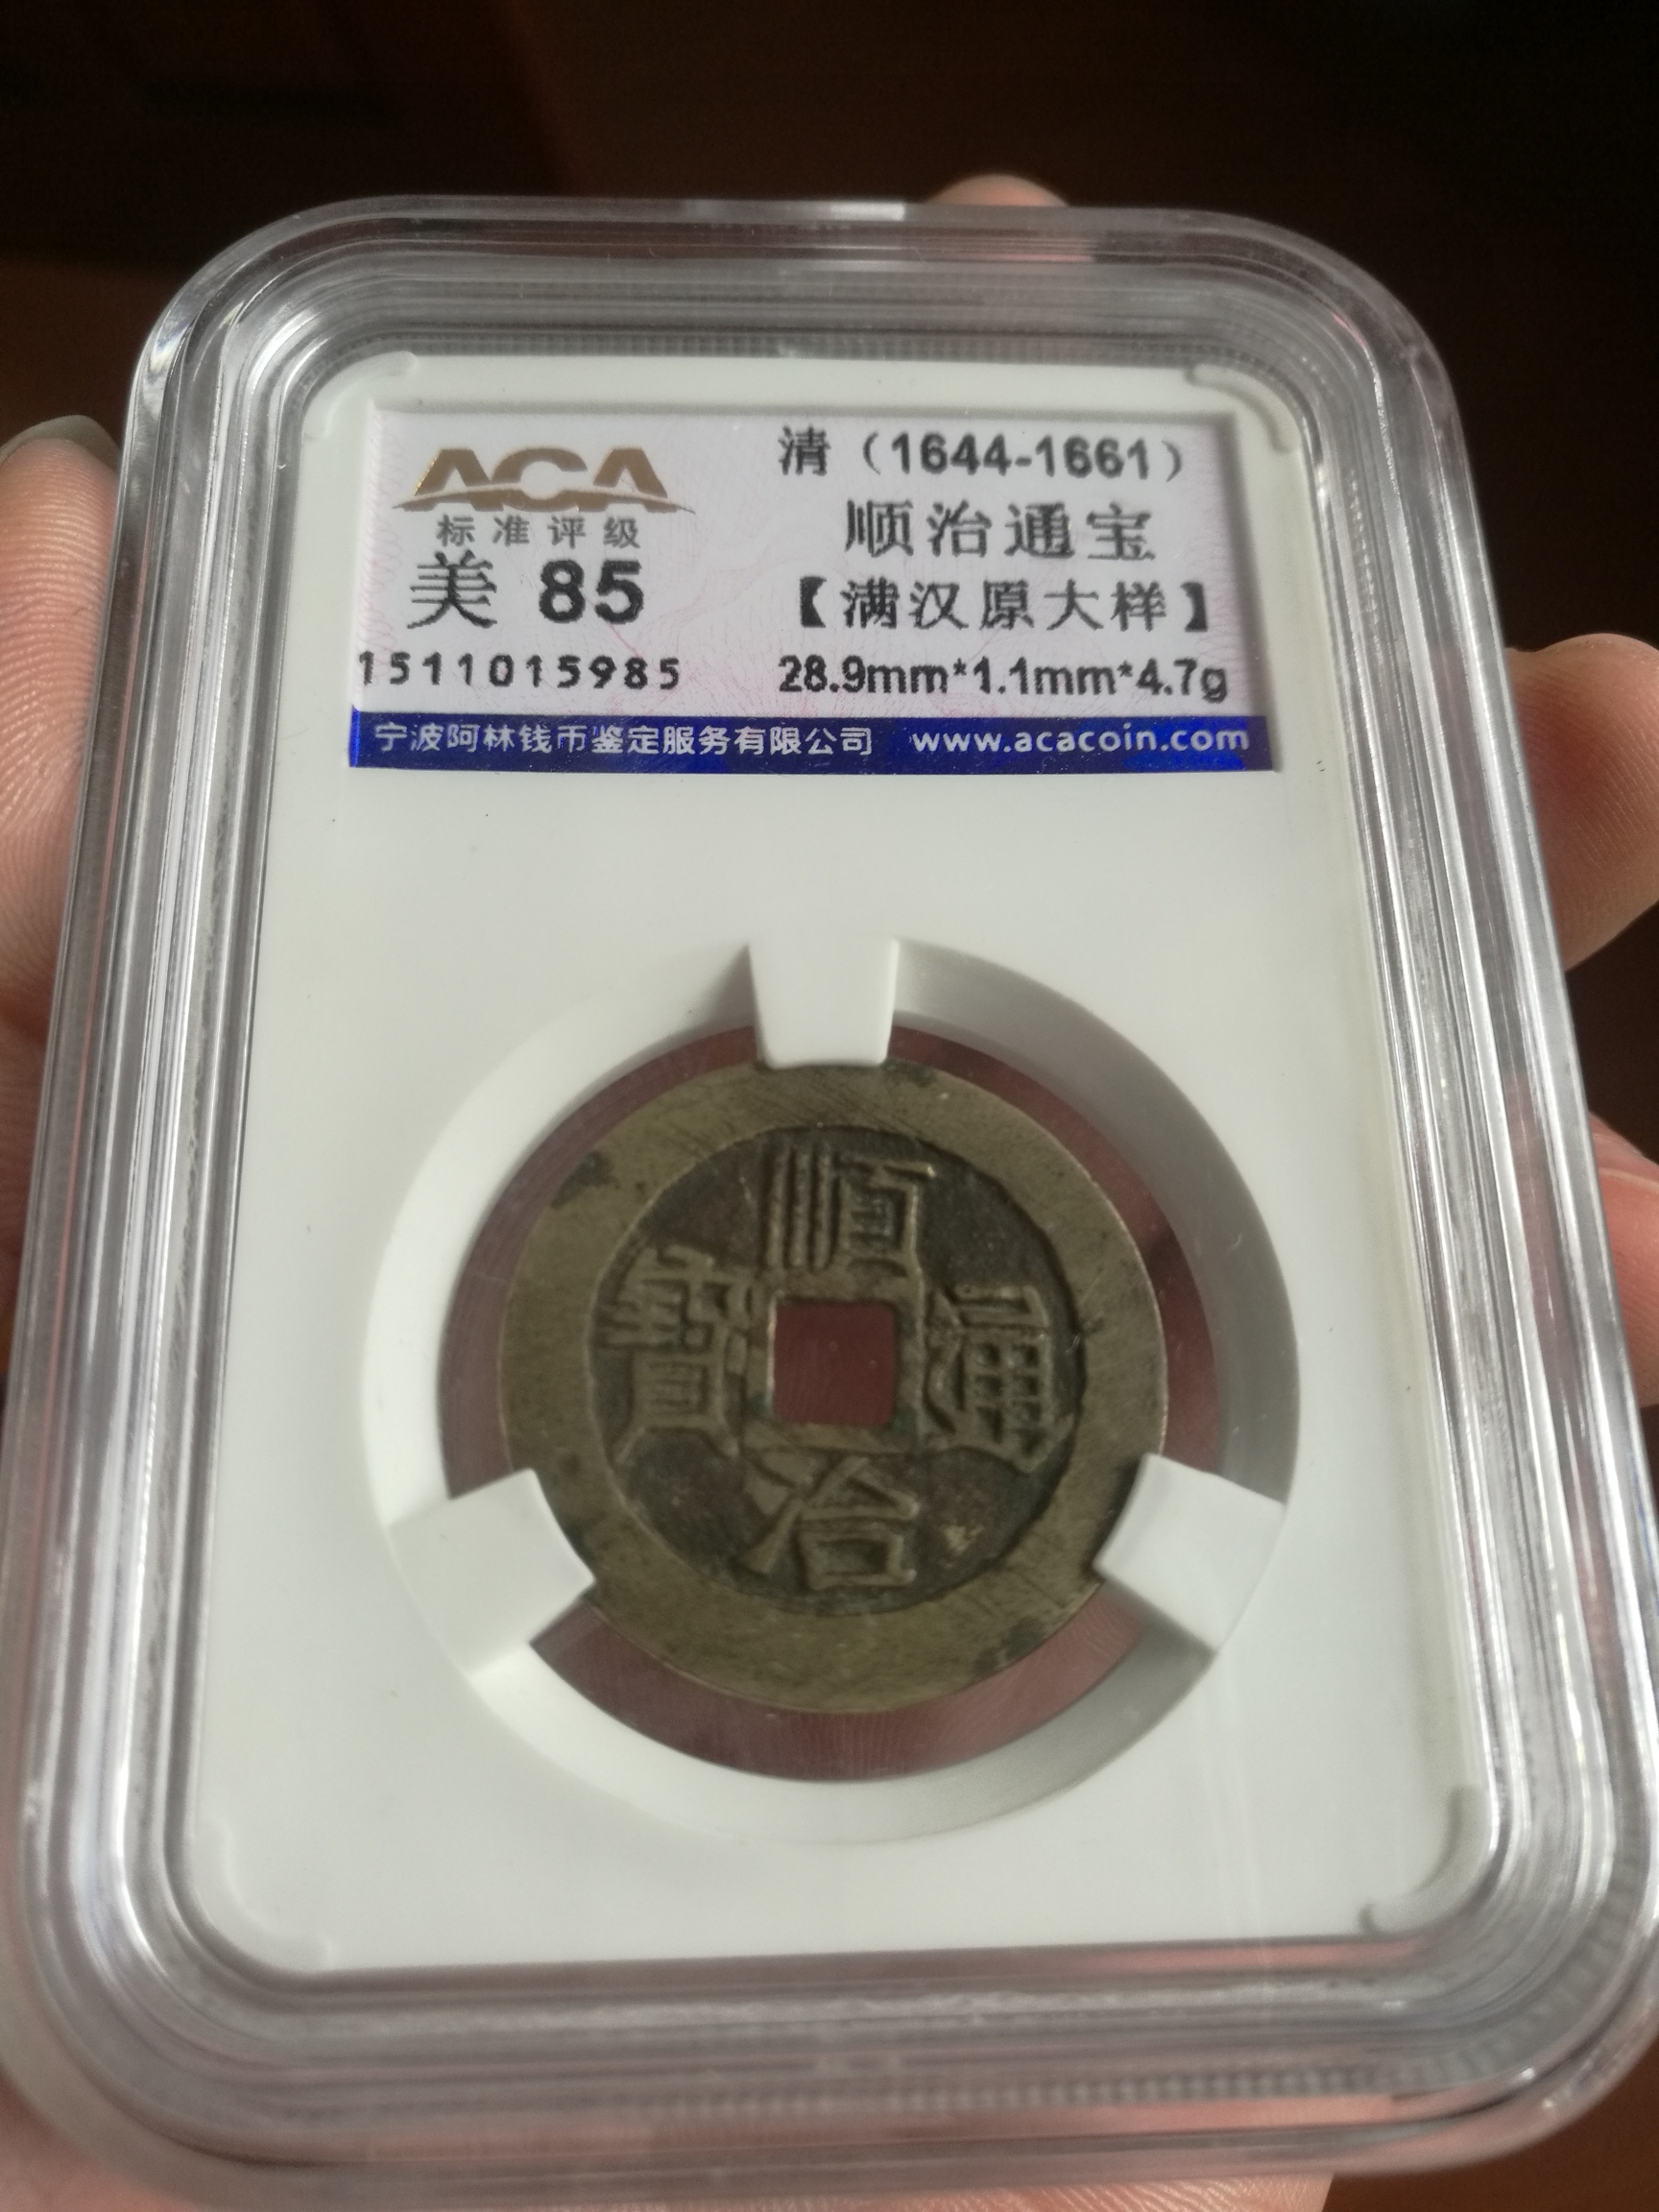 ACA
标准评级
美 85
1511015985
清（1644-1661）
顺治通宝
【满汉原大样】
28.9mm*1.1mm*4.7g
宁波阿林钱币鉴定服务有限公司 www.acacoin.com
順治通寶